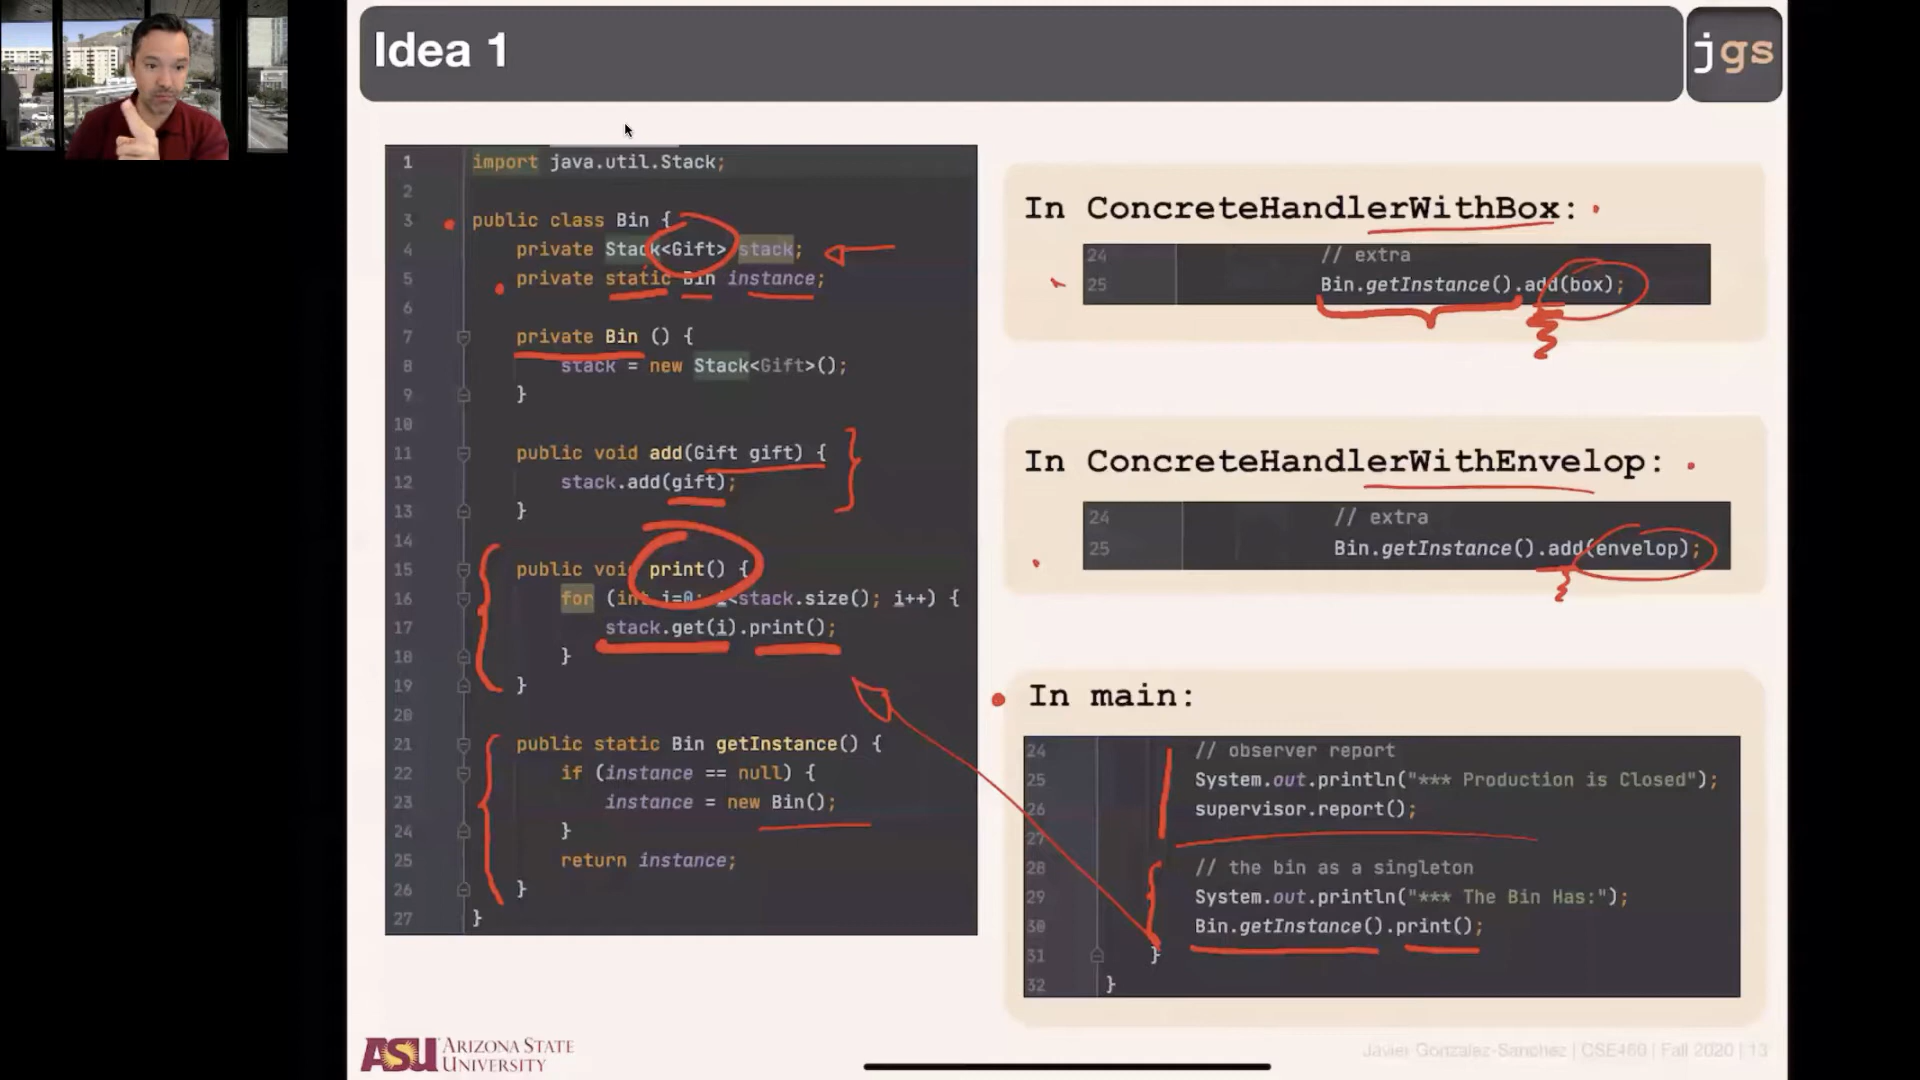 Idea 1
jgs
1 import java.util.Stack;
2
3 public class Bin {
4 private Stack<Gift> stack;
5 private static Bin instance;
6
7 private Bin () {
8 stack = new Stack<Gift>();
9 }
10
11 public void add(Gift gift) {
12 stack.add(gift);
13 }
14
15 public void print() {
16 for (int i=0; i<stack.size(); i++) {
17 stack.get(i).print();
18 }
19 }
20
21 public static Bin getInstance() {
22 if (instance == null) {
23 instance = new Bin();
24 }
25 return instance;
26 }
27 }
In ConcreteHandlerWithBox:
24 // extra
25 Bin.getInstance().add(box);
In ConcreteHandlerWithEnvelop:
24 // extra
25 Bin.getInstance().add(envelop);
In main:
24 // observer report
25 System.out.println("*** Production is Closed");
26 supervisor.report();
27
28 // the bin as a singleton
29 System.out.println("*** The Bin Has:");
30 Bin.getInstance().print();
31 }
32 }
ASU ARIZONA STATE
UNIVERSITY
Javier Gonzalez-Sanchez | CSE460 | Fall 2020 | 13